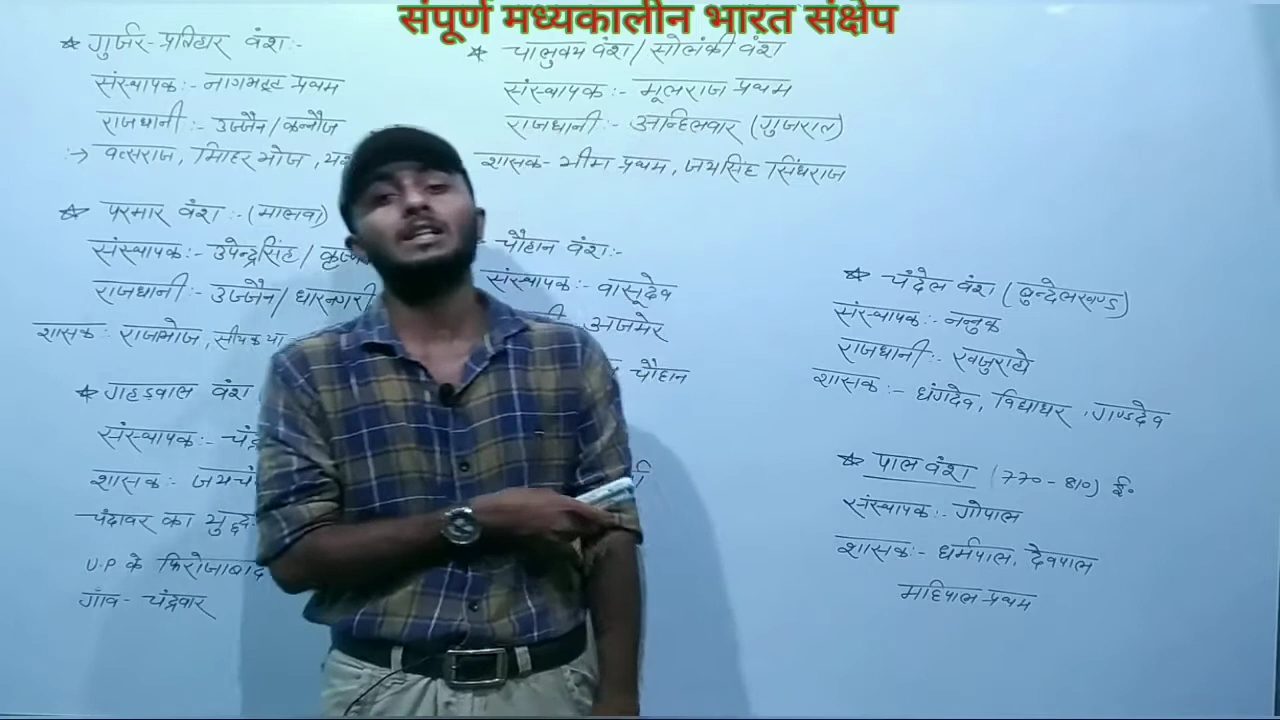 संपूर्ण मध्यकालीन भारत संक्षेप
★ गुर्जर-प्रतिहार वंश :-
संस्थापक :- नागभट्ट प्रथम
राजधानी :- उज्जैन / कन्नौज
:→ वत्सराज, मिहिर भोज,
★ परमार वंश :- (मालवा)
संस्थापक :- उपेन्द्रसिंह /
राजधानी :- उज्जैन / धारनगरी
शासक : राजाभोज,
★ गहडवाल वंश
संस्थापक :-
शासक :-
चंदावर का युद्ध :-
U.P के फिरोजाबाद
गाँव - चंद्रवार
★ चालुक्य वंश / सोलंकी वंश
संस्थापक :- मूलराज प्रथम
राजधानी :- अन्हिलवार (गुजरात)
शासक - भीमा प्रथम, जयसिंह सिंधराज
चौहान वंश :-
संस्थापक :- वासूदेव
अजमेर
चौहान
★ चंदेल वंश (बुन्देलखण्ड)
संस्थापक :- नन्नुक
राजधानी :- खजुराहो
शासक :- धंगदेव, विद्याधर, गण्डदेव
★ पाल वंश (770 - 810) ई०
संस्थापक :- गोपाल
शासक :- धर्मपाल, देवपाल
महिपाल प्रथम